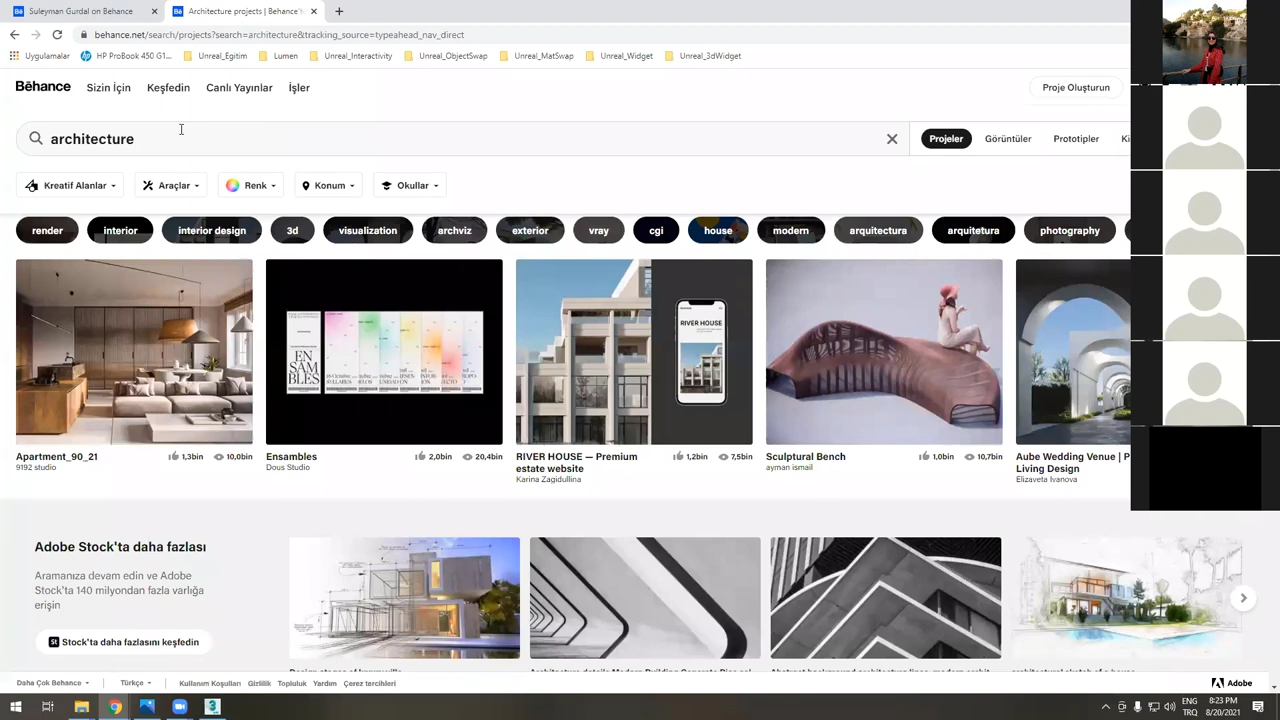 Suleyman Gurdal on Behance
Architecture projects | Behance'te
behance.net/search/projects?search=architecture&tracking_source=typeahead_nav_direct
Uygulamalar
HP ProBook 450 G1...
Unreal_Egitim
Lumen
Unreal_Interactivity
Unreal_ObjectSwap
Unreal_MatSwap
Unreal_Widget
Unreal_3dWidget
Bēhance
Sizin İçin
Keşfedin
Canlı Yayınlar
İşler
Proje Oluşturun
architecture
Projeler
Görüntüler
Prototipler
Ki
Kreatif Alanlar
Araçlar
Renk
Konum
Okullar
render
interior
interior design
3d
visualization
archviz
exterior
vray
cgi
house
modern
arquitectura
arquitetura
photography
EN
SAM
BLES
RIVER HOUSE
Apartment_90_21
1,3bin
10,0bin
9192 studio
Ensambles
2,0bin
20,4bin
Dous Studio
RIVER HOUSE — Premium
estate website
1,2bin
7,5bin
Karina Zagidullina
Sculptural Bench
1,0bin
10,7bin
ayman ismail
Aube Wedding Venue | P
Living Design
Elizaveta Ivanova
Adobe Stock'ta daha fazlası
Aramanıza devam edin ve Adobe
Stock'ta 140 milyondan fazla varlığa
erişin
St Stock'ta daha fazlasını keşfedin
Daha Çok Behance
Türkçe
Kullanım Koşulları
Gizlilik
Topluluk
Yardım
Çerez tercihleri
Adobe
ENG
TRQ
8:23 PM
8/20/2021